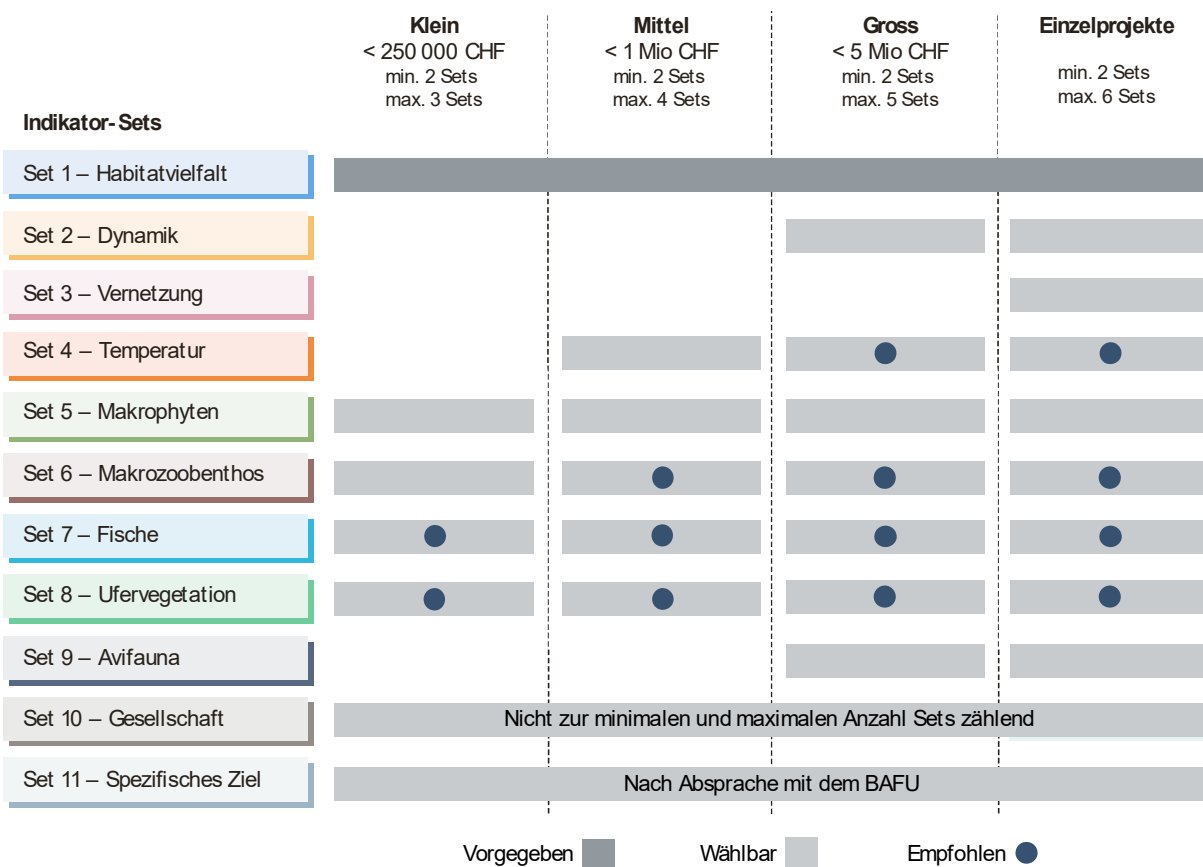 Klein
< 250 000 CHF
min. 2 Sets
max. 3 Sets
Mittel
< 1 Mio CHF
min. 2 Sets
max. 4 Sets
Gross
< 5 Mio CHF
min. 2 Sets
max. 5 Sets
Einzelprojekte
min. 2 Sets
max. 6 Sets
Indikator-Sets
Set 1 – Habitatvielfalt
Set 2 – Dynamik
Set 3 – Vernetzung
Set 4 – Temperatur
Set 5 – Makrophyten
Set 6 – Makrozoobenthos
Set 7 – Fische
Set 8 – Ufervegetation
Set 9 – Avifauna
Set 10 – Gesellschaft
Nicht zur minimalen und maximalen Anzahl Sets zählend
Set 11 – Spezifisches Ziel
Nach Absprache mit dem BAFU
Vorgegeben
Wählbar
Empfohlen